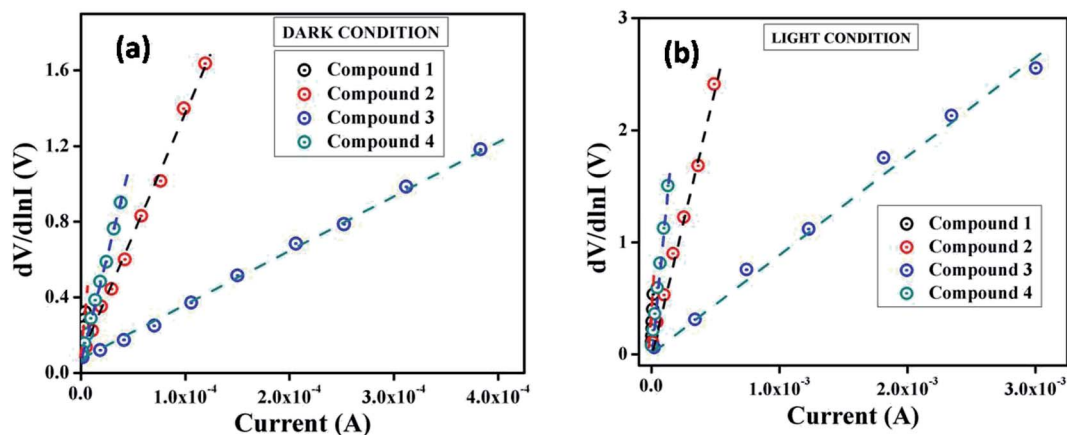 (a)
DARK CONDITION
Compound 1
Compound 2
Compound 3
Compound 4
dV/dlnI (V)
1.6
1.2
0.8
0.4
0.0
0.0 1.0x10⁻⁴ 2.0x10⁻⁴ 3.0x10⁻⁴ 4.0x10⁻⁴
Current (A)
(b)
LIGHT CONDITION
Compound 1
Compound 2
Compound 3
Compound 4
dV/dlnI (V)
3
2
1
0
0.0 1.0x10⁻³ 2.0x10⁻³ 3.0x10⁻³
Current (A)